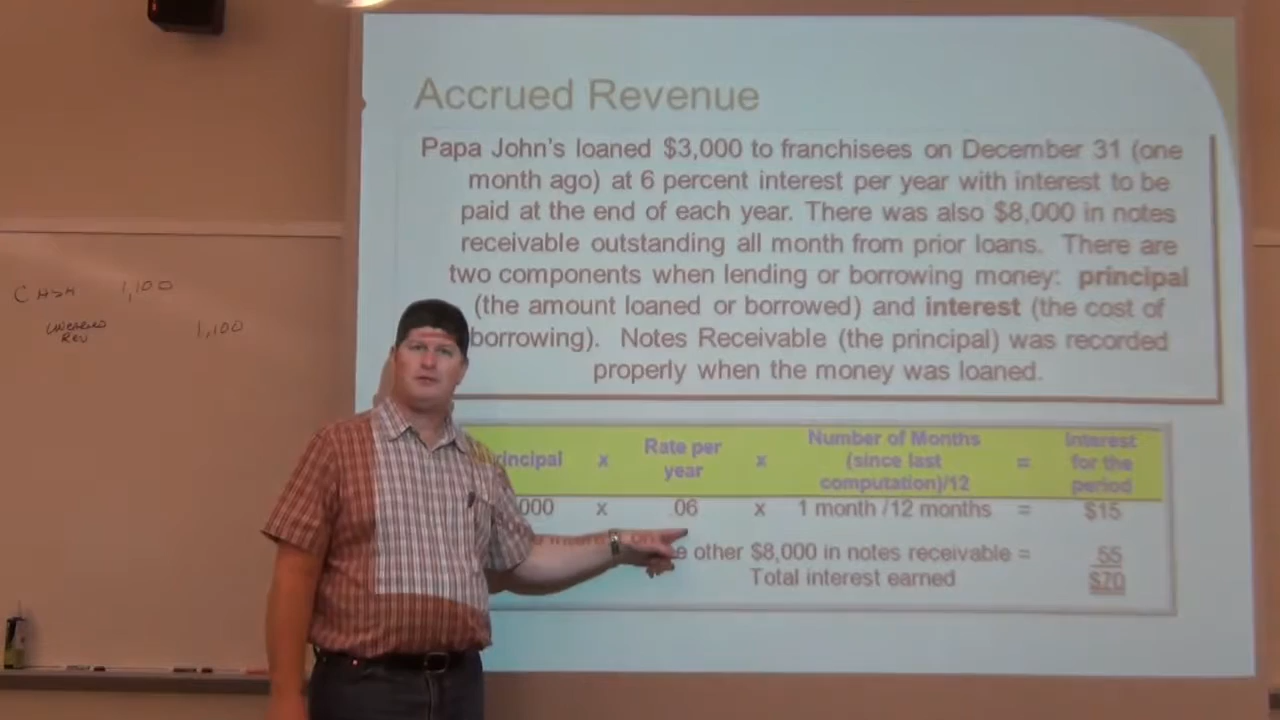 Accrued Revenue
Papa John's loaned $3,000 to franchisees on December 31 (one
month ago) at 6 percent interest per year with interest to be
paid at the end of each year. There was also $8,000 in notes
receivable outstanding all month from prior loans. There are
two components when lending or borrowing money: principal
(the amount loaned or borrowed) and interest (the cost of
borrowing). Notes Receivable (the principal) was recorded
properly when the money was loaned.
rincipal x Rate per year x Number of Months (since last computation)/12 = Interest for the period
000 x .06 x 1 month /12 months = $15
other $8,000 in notes receivable = 55
Total interest earned $70
CASH 1,100
REV 1,100